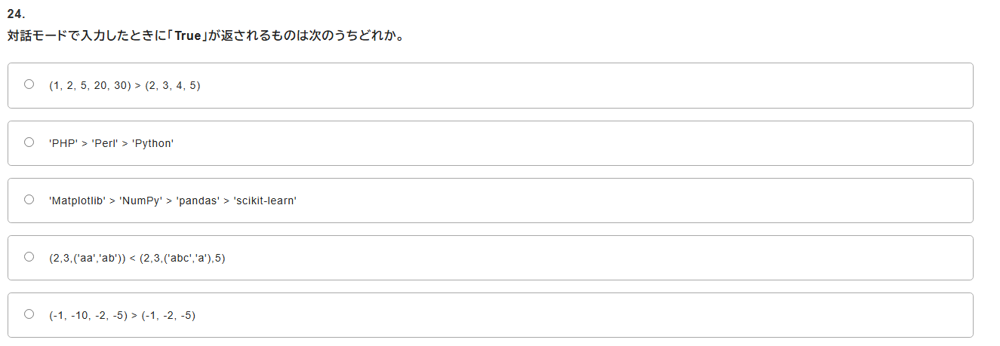 24.
対話モードで入力したときに「True」が返されるものは次のうちどれか。
(1, 2, 5, 20, 30) > (2, 3, 4, 5)
'PHP' > 'Perl' > 'Python'
'Matplotlib' > 'NumPy' > 'pandas' > 'scikit-learn'
(2,3,('aa','ab')) < (2,3,('abc','a'),5)
(-1, -10, -2, -5) > (-1, -2, -5)